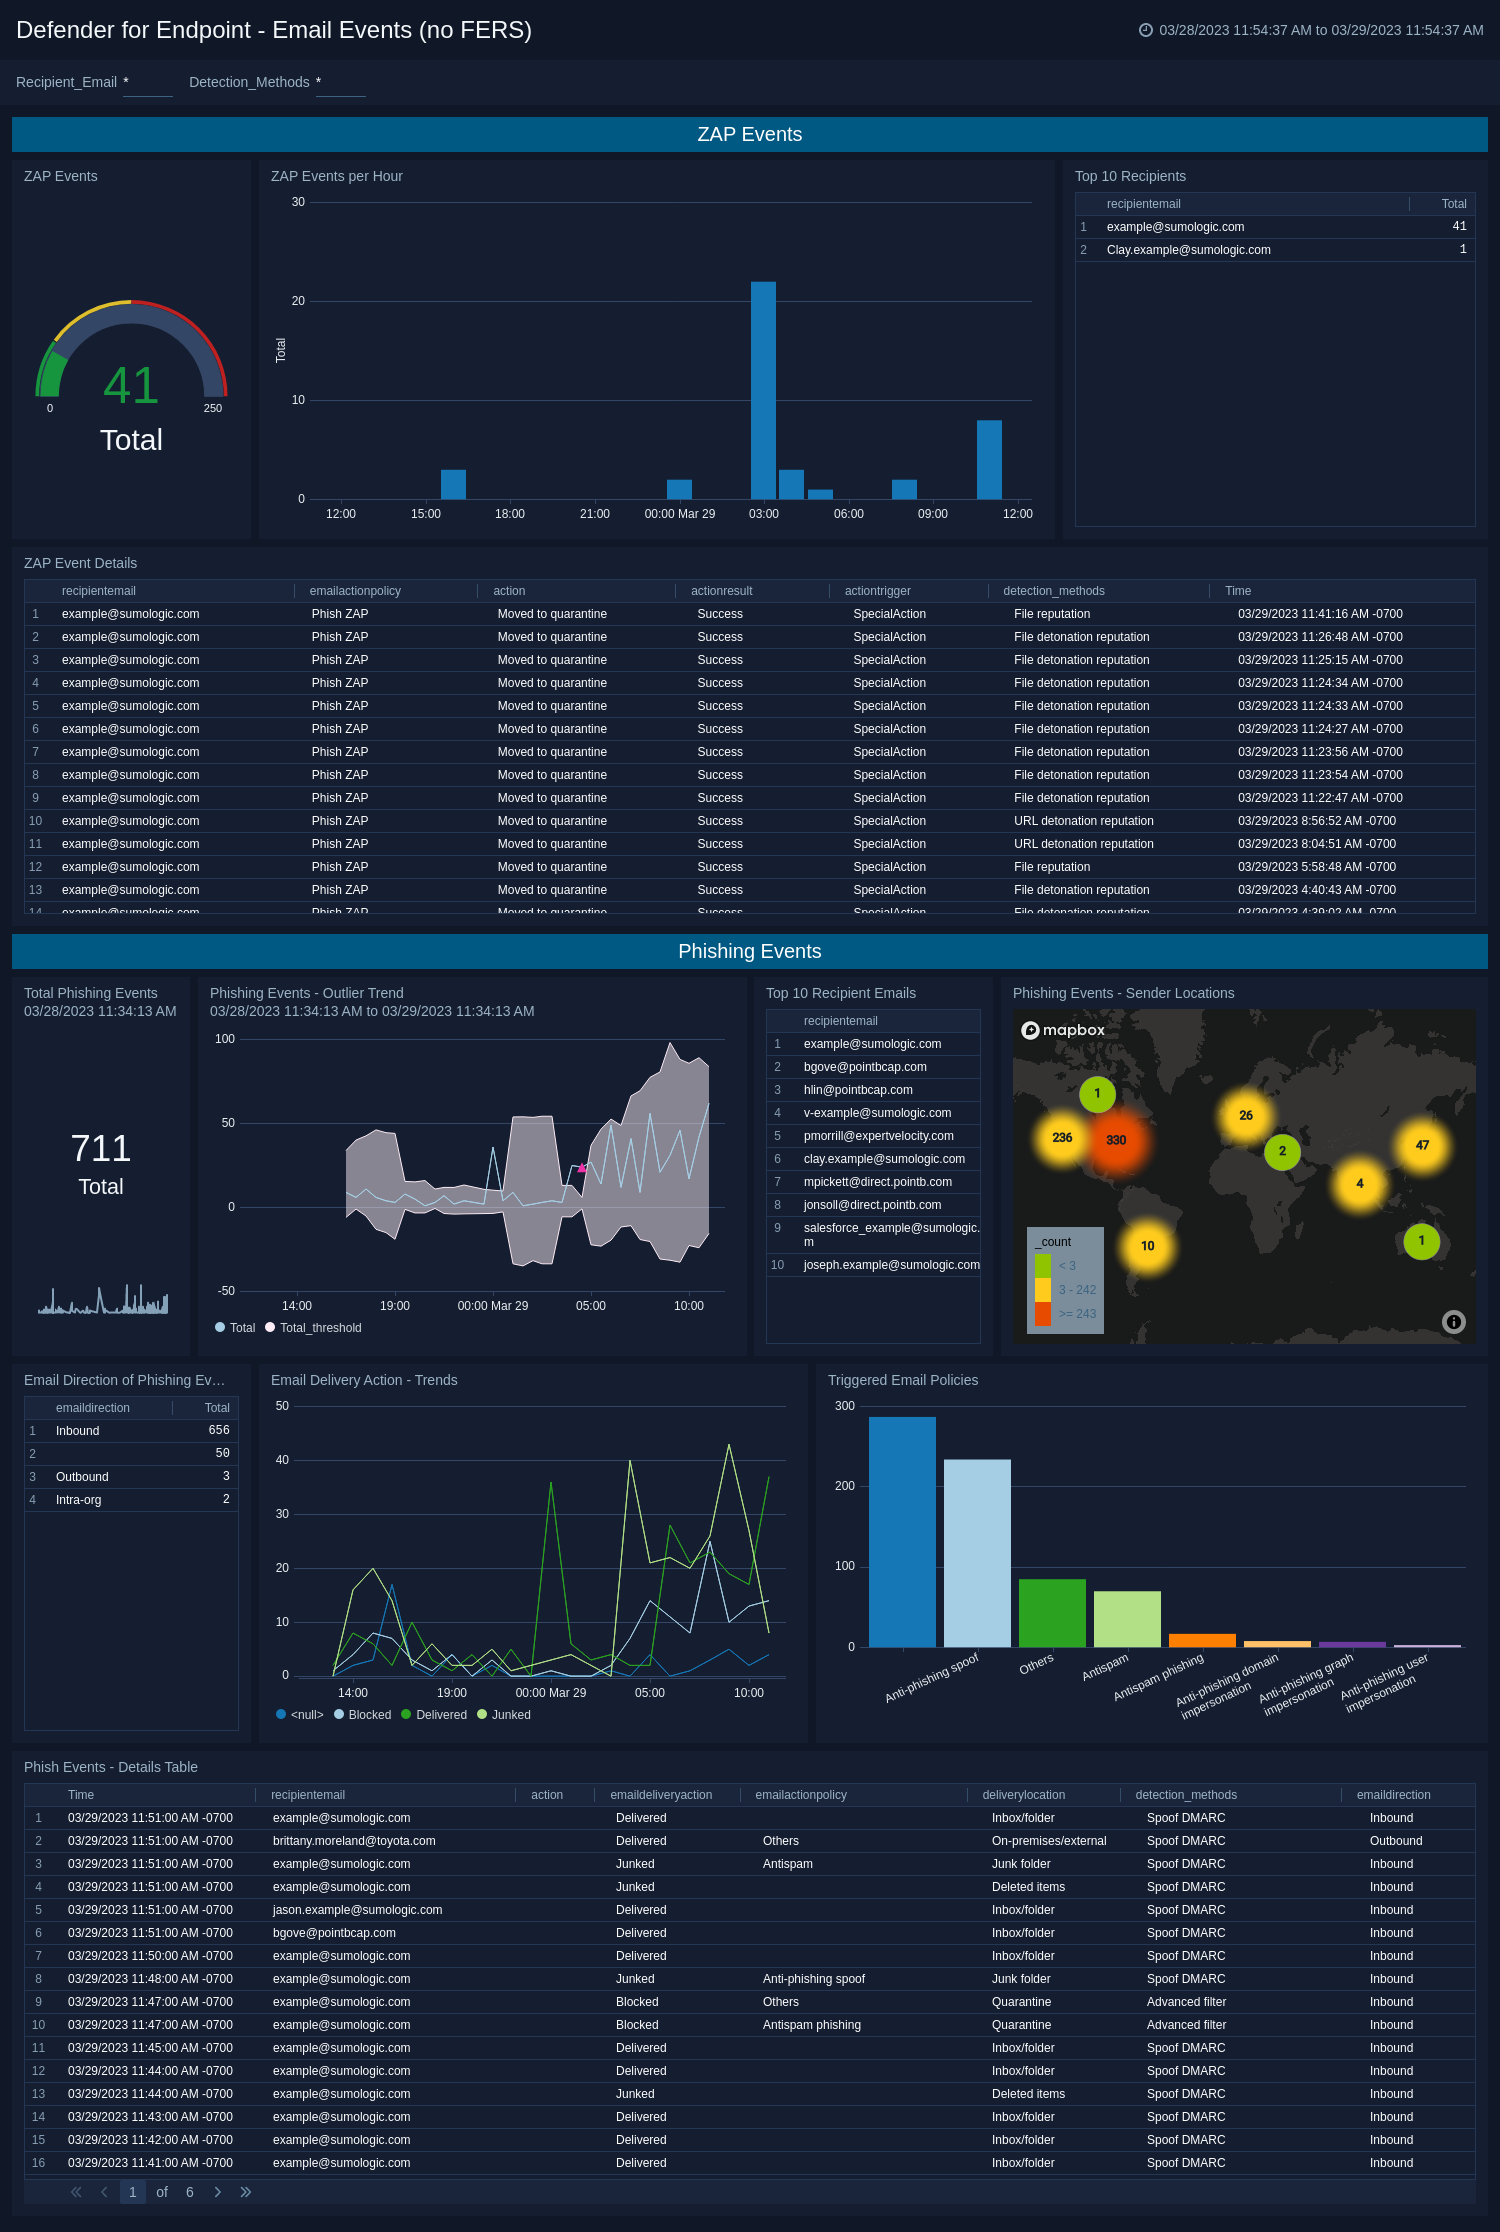 Defender for Endpoint - Email Events (no FERS)
03/28/2023 11:54:37 AM to 03/29/2023 11:54:37 AM
Recipient_Email * Detection_Methods *
ZAP Events
ZAP Events
41
0 250
Total
ZAP Events per Hour
Total
30
20
10
0
12:00 15:00 18:00 21:00 00:00 Mar 29 03:00 06:00 09:00 12:00
Top 10 Recipients
recipientemail Total
1 example@sumologic.com 41
2 Clay.example@sumologic.com 1
ZAP Event Details
recipientemail emailactionpolicy action actionresult actiontrigger detection_methods Time
1 example@sumologic.com Phish ZAP Moved to quarantine Success SpecialAction File reputation 03/29/2023 11:41:16 AM -0700
2 example@sumologic.com Phish ZAP Moved to quarantine Success SpecialAction File detonation reputation 03/29/2023 11:26:48 AM -0700
3 example@sumologic.com Phish ZAP Moved to quarantine Success SpecialAction File detonation reputation 03/29/2023 11:25:15 AM -0700
4 example@sumologic.com Phish ZAP Moved to quarantine Success SpecialAction File detonation reputation 03/29/2023 11:24:34 AM -0700
5 example@sumologic.com Phish ZAP Moved to quarantine Success SpecialAction File detonation reputation 03/29/2023 11:24:33 AM -0700
6 example@sumologic.com Phish ZAP Moved to quarantine Success SpecialAction File detonation reputation 03/29/2023 11:24:27 AM -0700
7 example@sumologic.com Phish ZAP Moved to quarantine Success SpecialAction File detonation reputation 03/29/2023 11:23:56 AM -0700
8 example@sumologic.com Phish ZAP Moved to quarantine Success SpecialAction File detonation reputation 03/29/2023 11:23:54 AM -0700
9 example@sumologic.com Phish ZAP Moved to quarantine Success SpecialAction File detonation reputation 03/29/2023 11:22:47 AM -0700
10 example@sumologic.com Phish ZAP Moved to quarantine Success SpecialAction URL detonation reputation 03/29/2023 8:56:52 AM -0700
11 example@sumologic.com Phish ZAP Moved to quarantine Success SpecialAction URL detonation reputation 03/29/2023 8:04:51 AM -0700
12 example@sumologic.com Phish ZAP Moved to quarantine Success SpecialAction File reputation 03/29/2023 5:58:48 AM -0700
13 example@sumologic.com Phish ZAP Moved to quarantine Success SpecialAction File detonation reputation 03/29/2023 4:40:43 AM -0700
14 example@sumologic.com Phish ZAP Moved to quarantine Success SpecialAction File detonation reputation 03/29/2023 4:39:02 AM -0700
Phishing Events
Total Phishing Events
03/28/2023 11:34:13 AM
711
Total
Phishing Events - Outlier Trend
03/28/2023 11:34:13 AM to 03/29/2023 11:34:13 AM
100
50
0
-50
14:00 19:00 00:00 Mar 29 05:00 10:00
Total Total_threshold
Top 10 Recipient Emails
recipientemail
1 example@sumologic.com
2 bgove@pointbcap.com
3 hlin@pointbcap.com
4 v-example@sumologic.com
5 pmorrill@expertvelocity.com
6 clay.example@sumologic.com
7 mpickett@direct.pointb.com
8 jonsoll@direct.pointb.com
9 salesforce_example@sumologic.
m
10 joseph.example@sumologic.com
Phishing Events - Sender Locations
mapbox
1
236 330 26
2 47
4
10 1
_count
< 3
3 - 242
>= 243
Email Direction of Phishing Ev…
emaildirection Total
1 Inbound 656
2 50
3 Outbound 3
4 Intra-org 2
Email Delivery Action - Trends
50
40
30
20
10
0
14:00 19:00 00:00 Mar 29 05:00 10:00
<null> Blocked Delivered Junked
Triggered Email Policies
300
200
100
0
Anti-phishing spoof
Others
Antispam
Antispam phishing
Anti-phishing domain
impersonation
Anti-phishing graph
impersonation
Anti-phishing user
impersonation
Phish Events - Details Table
Time recipientemail action emaildeliveryaction emailactionpolicy deliverylocation detection_methods emaildirection
1 03/29/2023 11:51:00 AM -0700 example@sumologic.com Delivered Inbox/folder Spoof DMARC Inbound
2 03/29/2023 11:51:00 AM -0700 brittany.moreland@toyota.com Delivered Others On-premises/external Spoof DMARC Outbound
3 03/29/2023 11:51:00 AM -0700 example@sumologic.com Junked Antispam Junk folder Spoof DMARC Inbound
4 03/29/2023 11:51:00 AM -0700 example@sumologic.com Junked Deleted items Spoof DMARC Inbound
5 03/29/2023 11:51:00 AM -0700 jason.example@sumologic.com Delivered Inbox/folder Spoof DMARC Inbound
6 03/29/2023 11:51:00 AM -0700 bgove@pointbcap.com Delivered Inbox/folder Spoof DMARC Inbound
7 03/29/2023 11:50:00 AM -0700 example@sumologic.com Delivered Inbox/folder Spoof DMARC Inbound
8 03/29/2023 11:48:00 AM -0700 example@sumologic.com Junked Anti-phishing spoof Junk folder Spoof DMARC Inbound
9 03/29/2023 11:47:00 AM -0700 example@sumologic.com Blocked Others Quarantine Advanced filter Inbound
10 03/29/2023 11:47:00 AM -0700 example@sumologic.com Blocked Antispam phishing Quarantine Advanced filter Inbound
11 03/29/2023 11:45:00 AM -0700 example@sumologic.com Delivered Inbox/folder Spoof DMARC Inbound
12 03/29/2023 11:44:00 AM -0700 example@sumologic.com Delivered Inbox/folder Spoof DMARC Inbound
13 03/29/2023 11:44:00 AM -0700 example@sumologic.com Junked Deleted items Spoof DMARC Inbound
14 03/29/2023 11:43:00 AM -0700 example@sumologic.com Delivered Inbox/folder Spoof DMARC Inbound
15 03/29/2023 11:42:00 AM -0700 example@sumologic.com Delivered Inbox/folder Spoof DMARC Inbound
16 03/29/2023 11:41:00 AM -0700 example@sumologic.com Delivered Inbox/folder Spoof DMARC Inbound
1 of 6